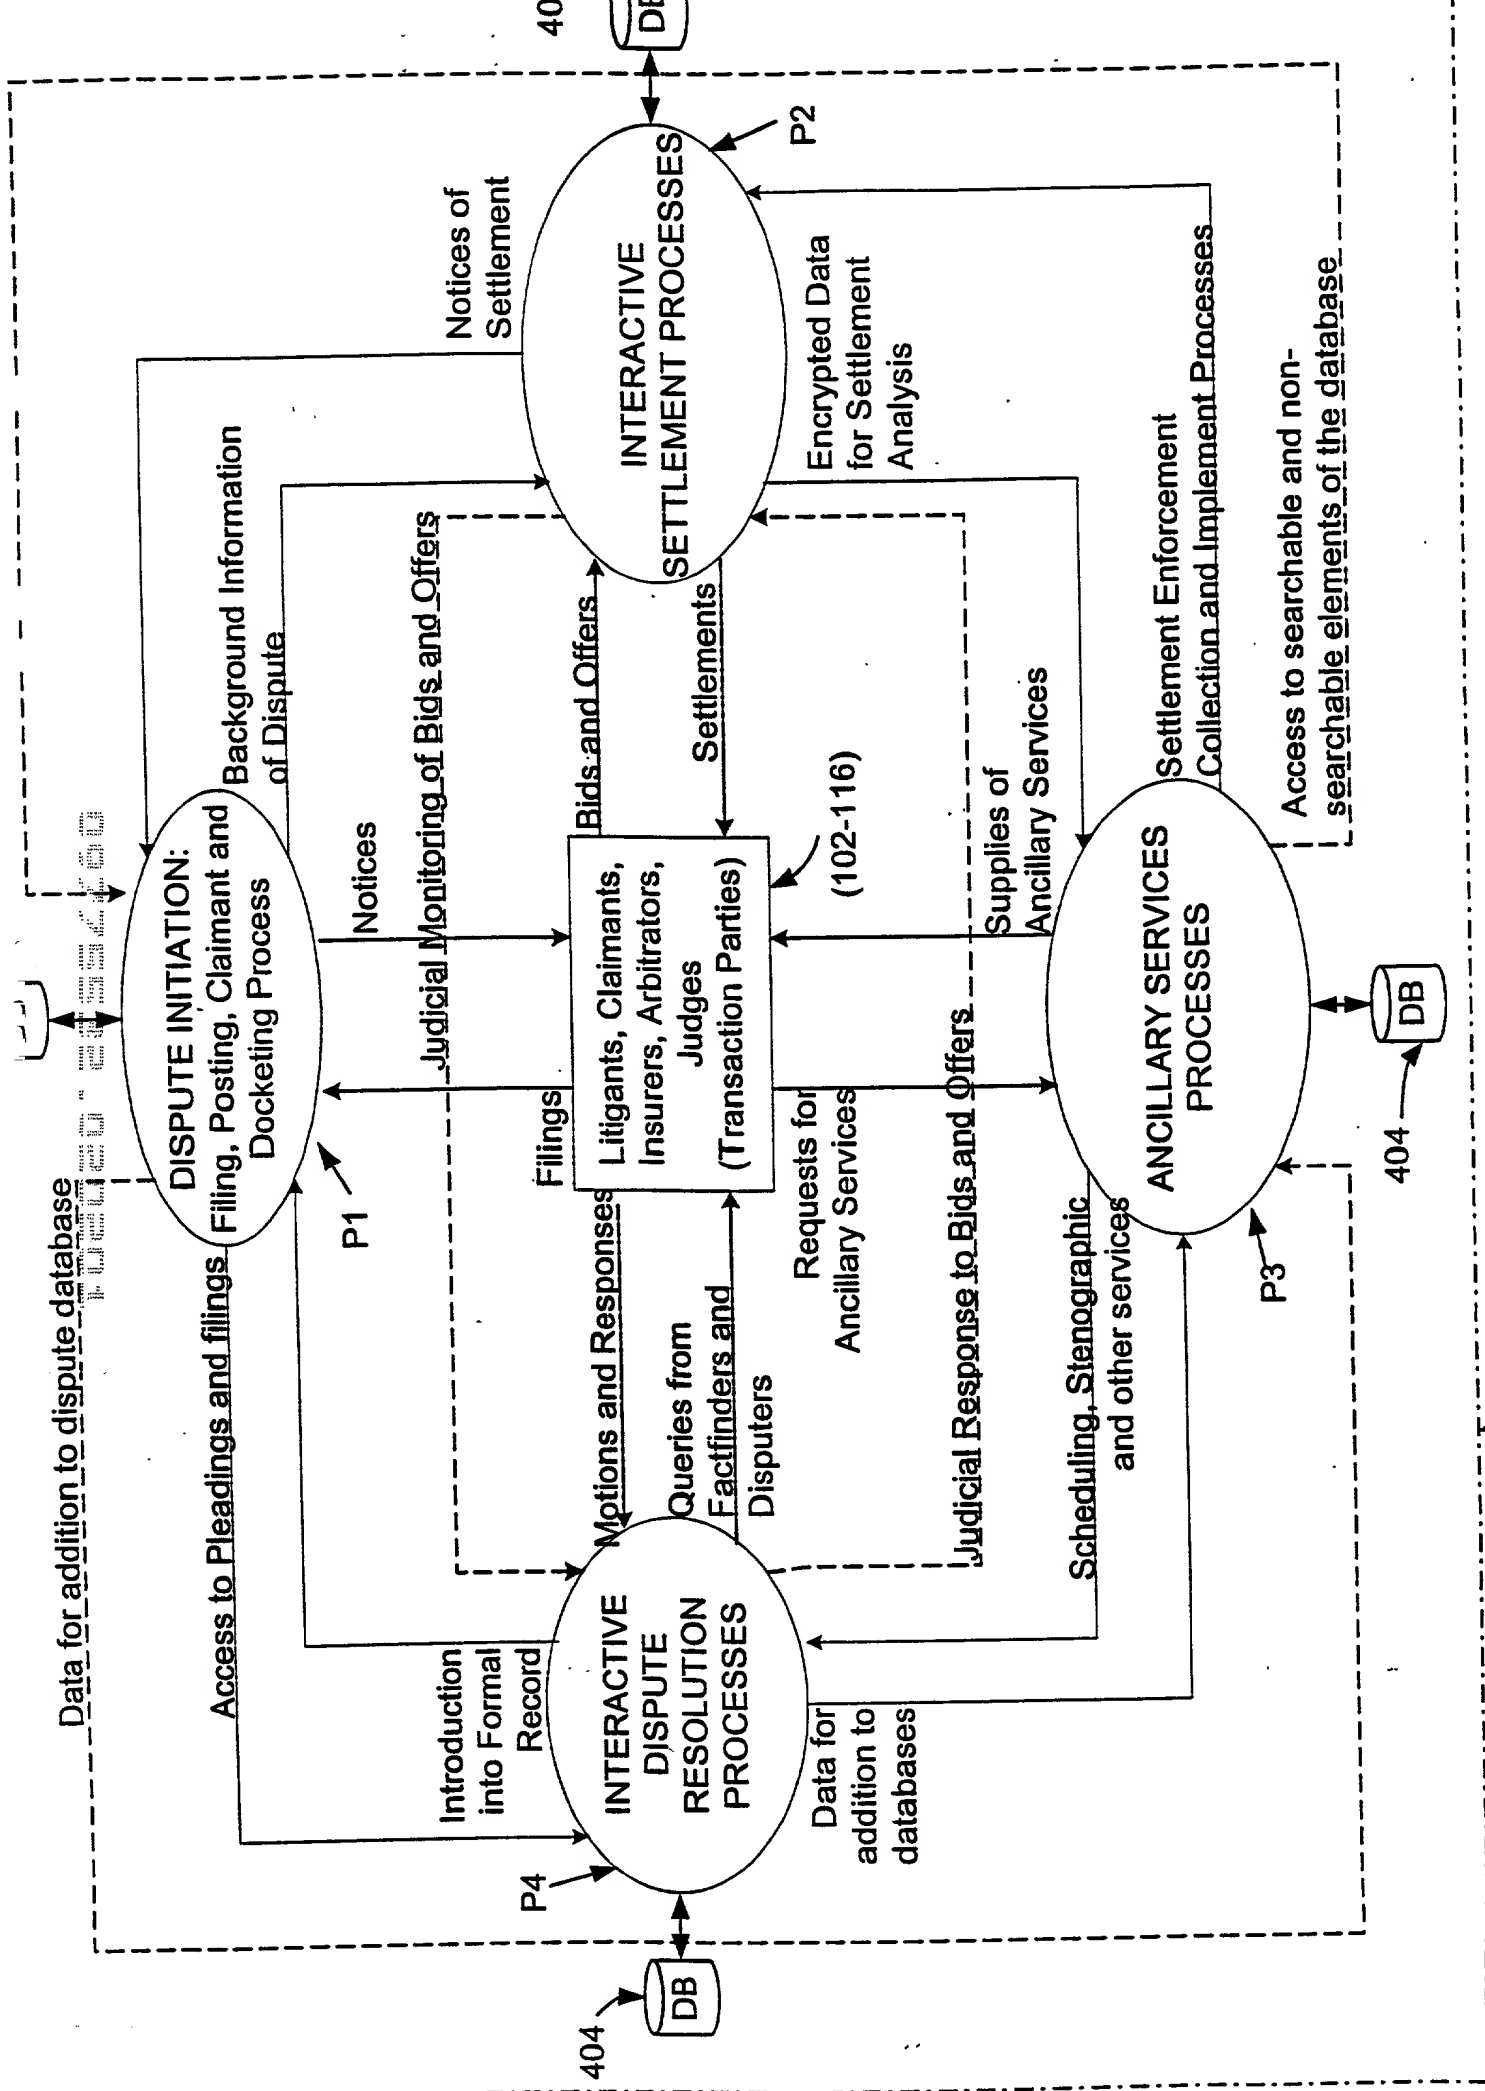 Data for addition to dispute database
Access to Pleadings and filings
DISPUTE INITIATION:
Filing, Posting, Claimant and
Docketing Process
P1
Background Information
of Dispute
Notices of
Settlement
Introduction
into Formal
Record
Filings
Notices
Judicial Monitoring of Bids and Offers
P4
INTERACTIVE
DISPUTE
RESOLUTION
PROCESSES
404
DB
Motions and Responses
Queries from
Factfinders and
Disputers
Litigants, Claimants,
Insurers, Arbitrators,
Judges
(Transaction Parties)
(102-116)
Bids and Offers
Settlements
INTERACTIVE
SETTLEMENT PROCESSES
P2
40
Data for
addition to
databases
Requests for
Ancillary Services
Supplies of
Ancillary Services
Encrypted Data
for Settlement
Analysis
Judicial Response to Bids and Offers
Scheduling, Stenographic
and other services
ANCILLARY SERVICES
PROCESSES
P3
Settlement Enforcement
Collection and Implement Processes
Access to searchable and non-
searchable elements of the database
404
DB